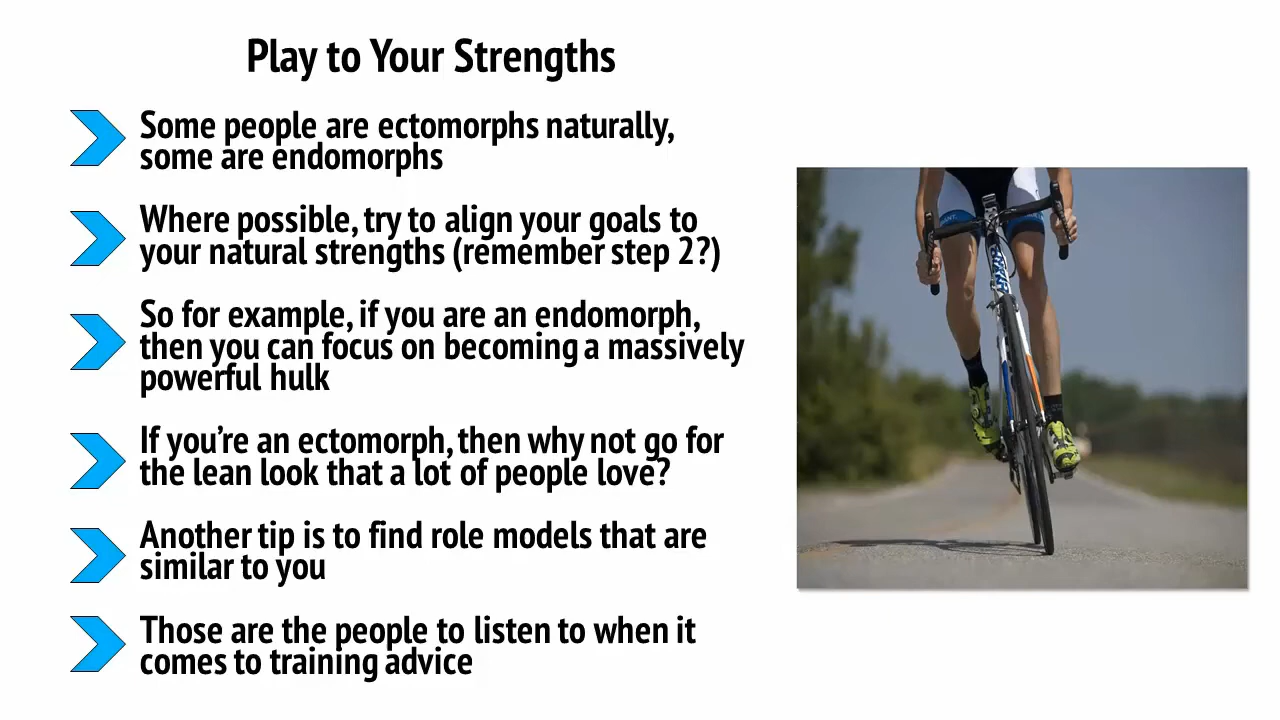 Play to Your Strengths
Some people are ectomorphs naturally,
some are endomorphs
Where possible, try to align your goals to
your natural strengths (remember step 2?)
So for example, if you are an endomorph,
then you can focus on becoming a massively
powerful hulk
If you're an ectomorph, then why not go for
the lean look that a lot of people love?
Another tip is to find role models that are
similar to you
Those are the people to listen to when it
comes to training advice